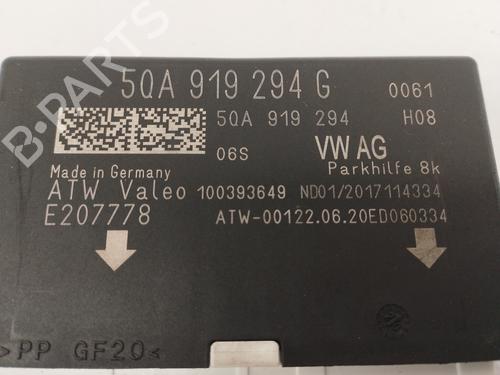 5QA 919 294 G 0061
5QA 919 294 H08
06S VW AG
Made in Germany Parkhilfe 8k
ATW Valeo 100393649 ND01/2017114334
E207778 ATW-00122.06.20ED060334
>PP GF20<
B-PARTS